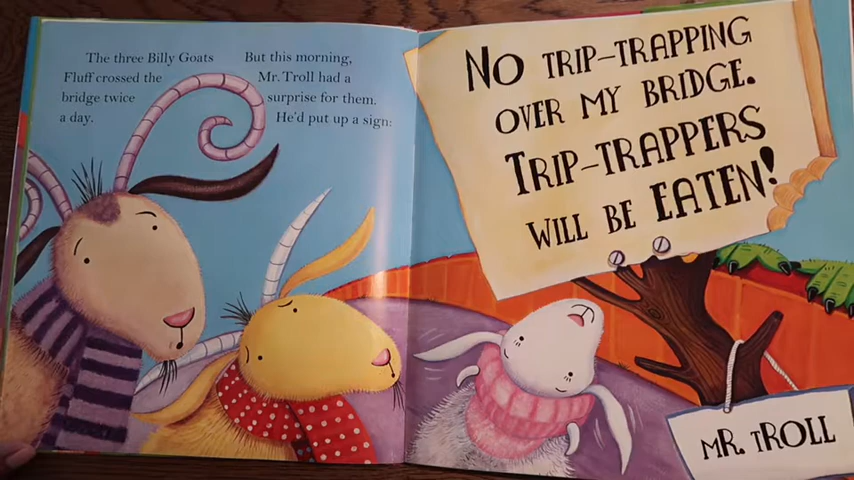 The three Billy Goats
Fluff crossed the
bridge twice
a day.
But this morning,
Mr. Troll had a
surprise for them.
He'd put up a sign:
NO TRIP-TRAPPING
OVER MY BRIDGE.
TRIP-TRAPPERS
WILL BE EATEN!
MR. TROLL